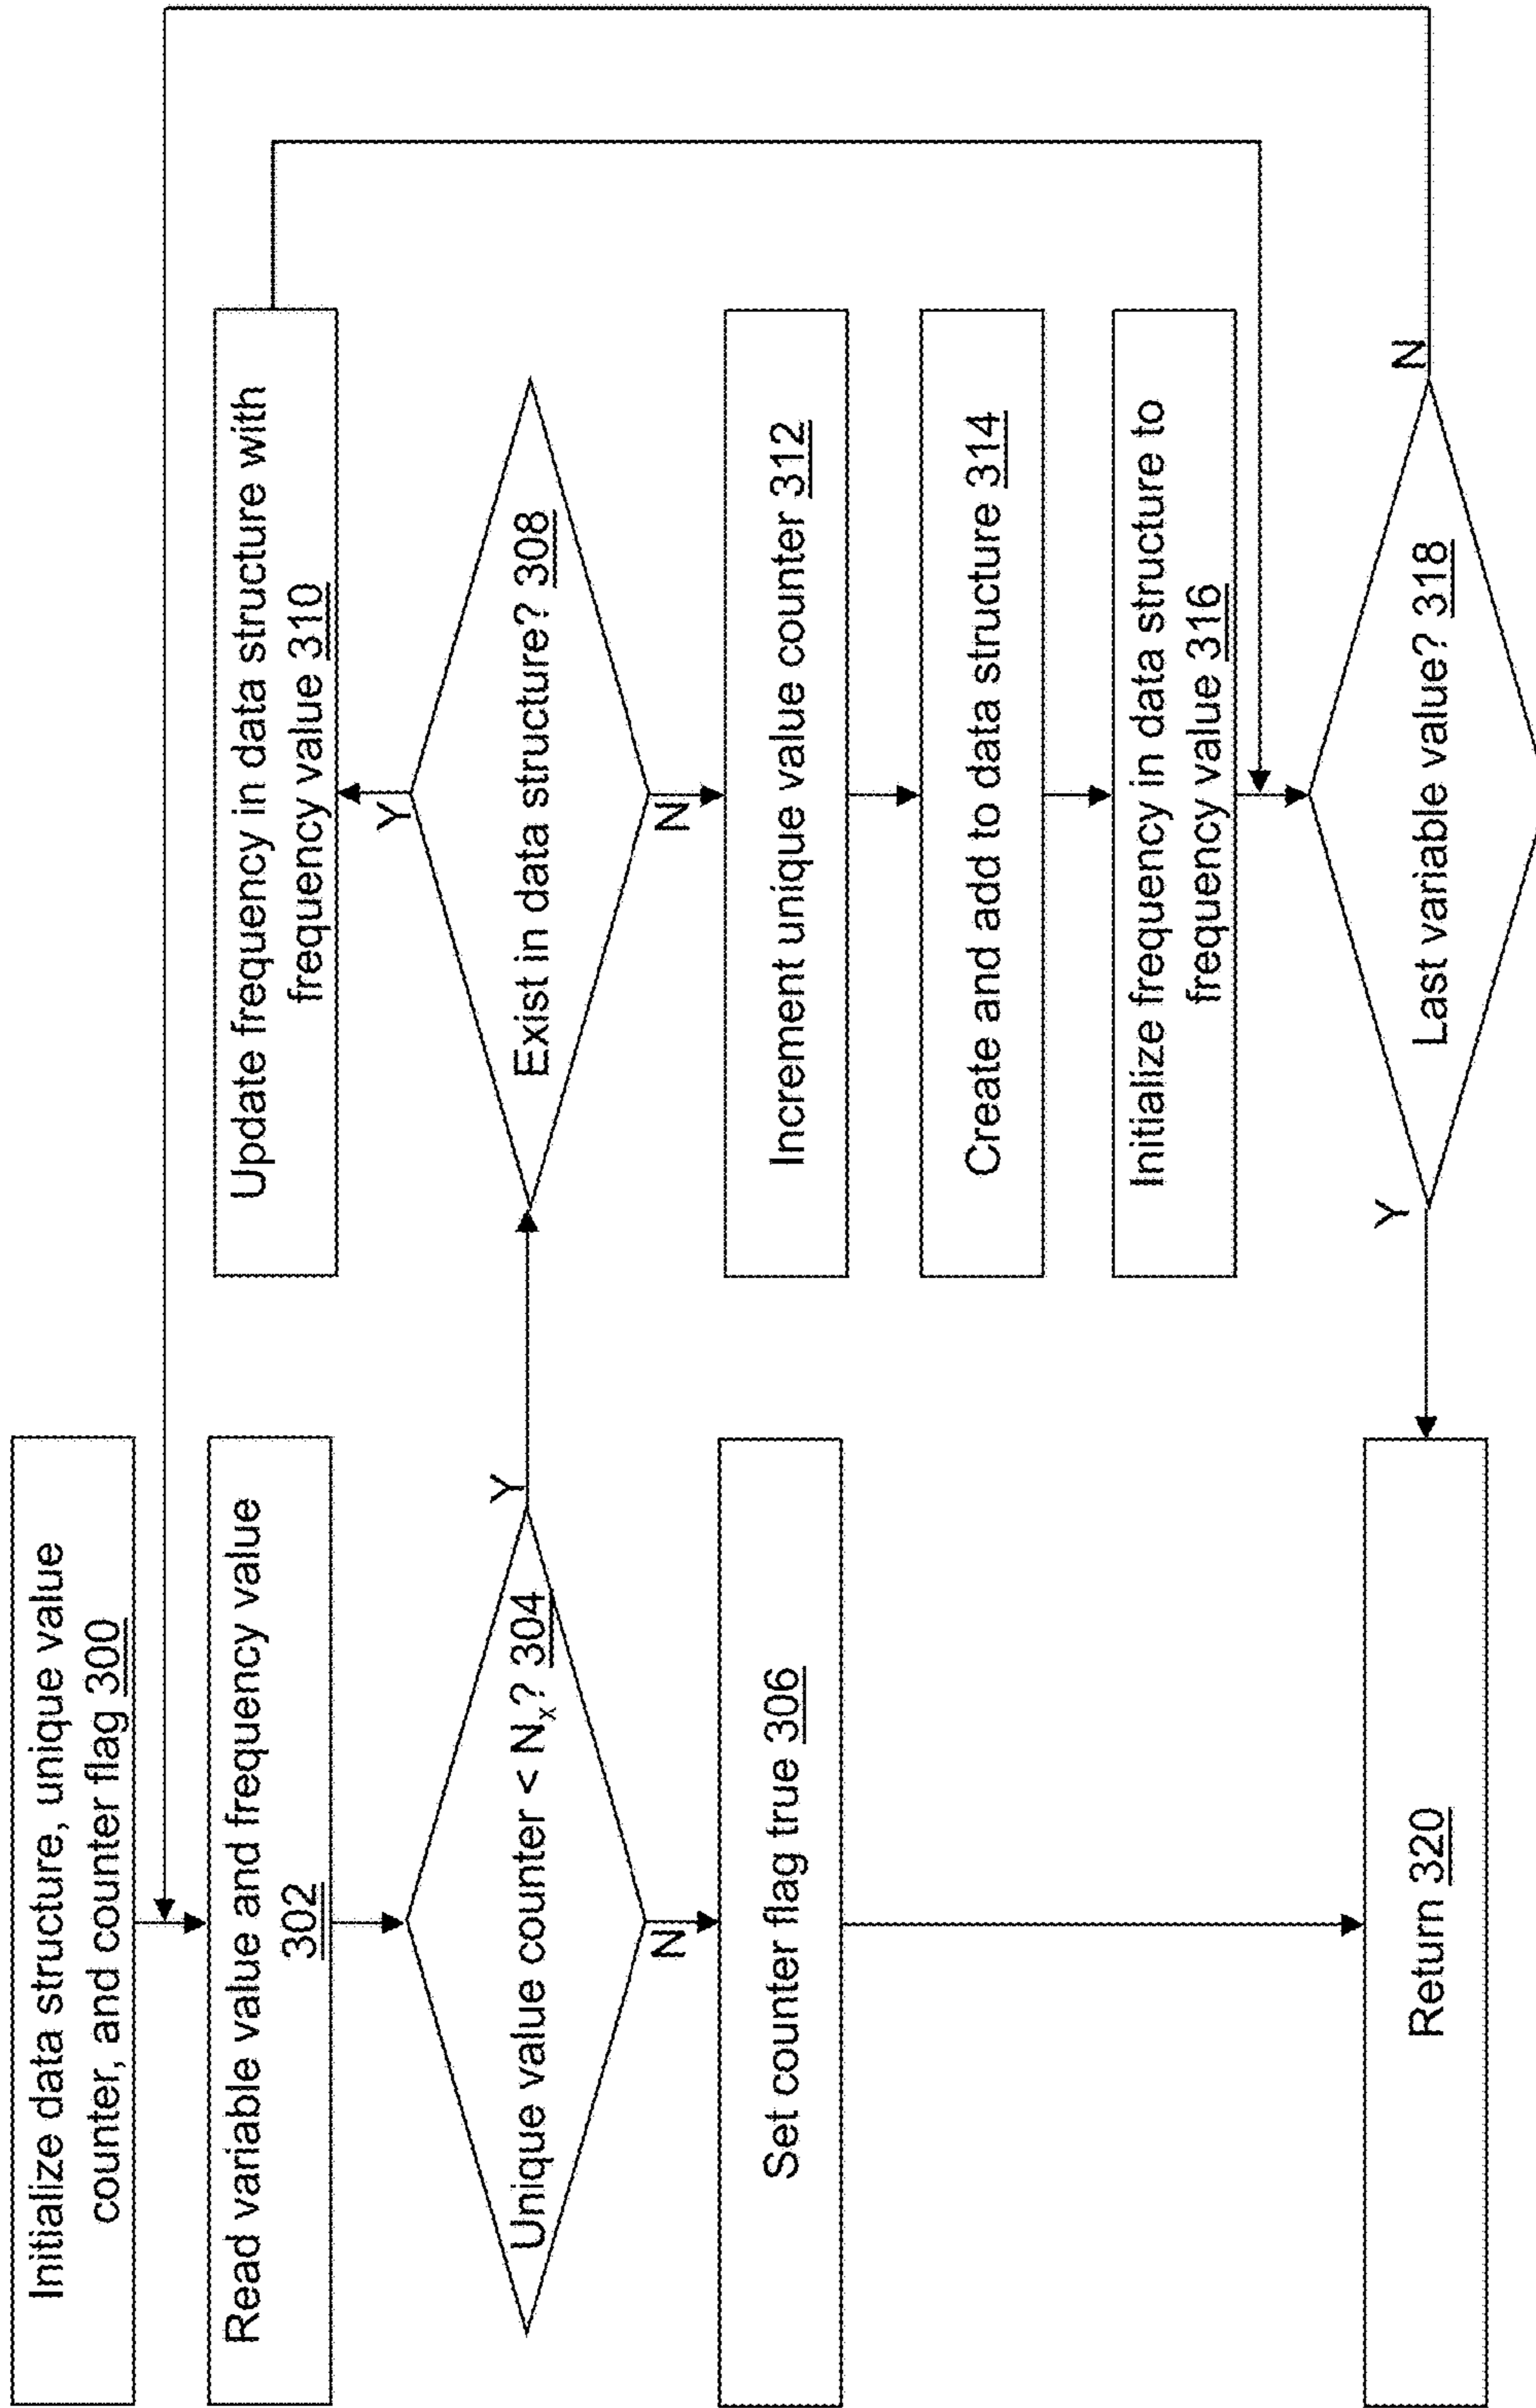 Initialize data structure, unique value
counter, and counter flag 300
Read variable value and frequency value
302
Unique value counter < Nₓ? 304
Y
N
Set counter flag true 306
Update frequency in data structure with
frequency value 310
Y
Exist in data structure? 308
N
Increment unique value counter 312
Create and add to data structure 314
Initialize frequency in data structure to
frequency value 316
Last variable value? 318
Y
N
Return 320